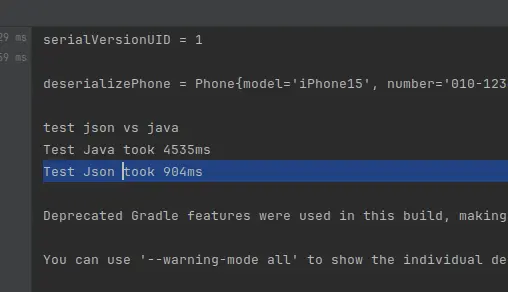 29 ms
59 ms
serialVersionUID = 1
deserializePhone = Phone{model='iPhone15', number='010-123
test json vs java
Test Java took 4535ms
Test Json took 904ms
Deprecated Gradle features were used in this build, making
You can use '--warning-mode all' to show the individual de